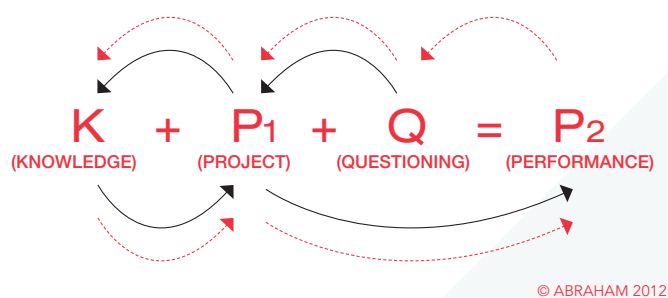 K + P1 + Q = P2
(KNOWLEDGE) (PROJECT) (QUESTIONING) (PERFORMANCE)
© ABRAHAM 2012